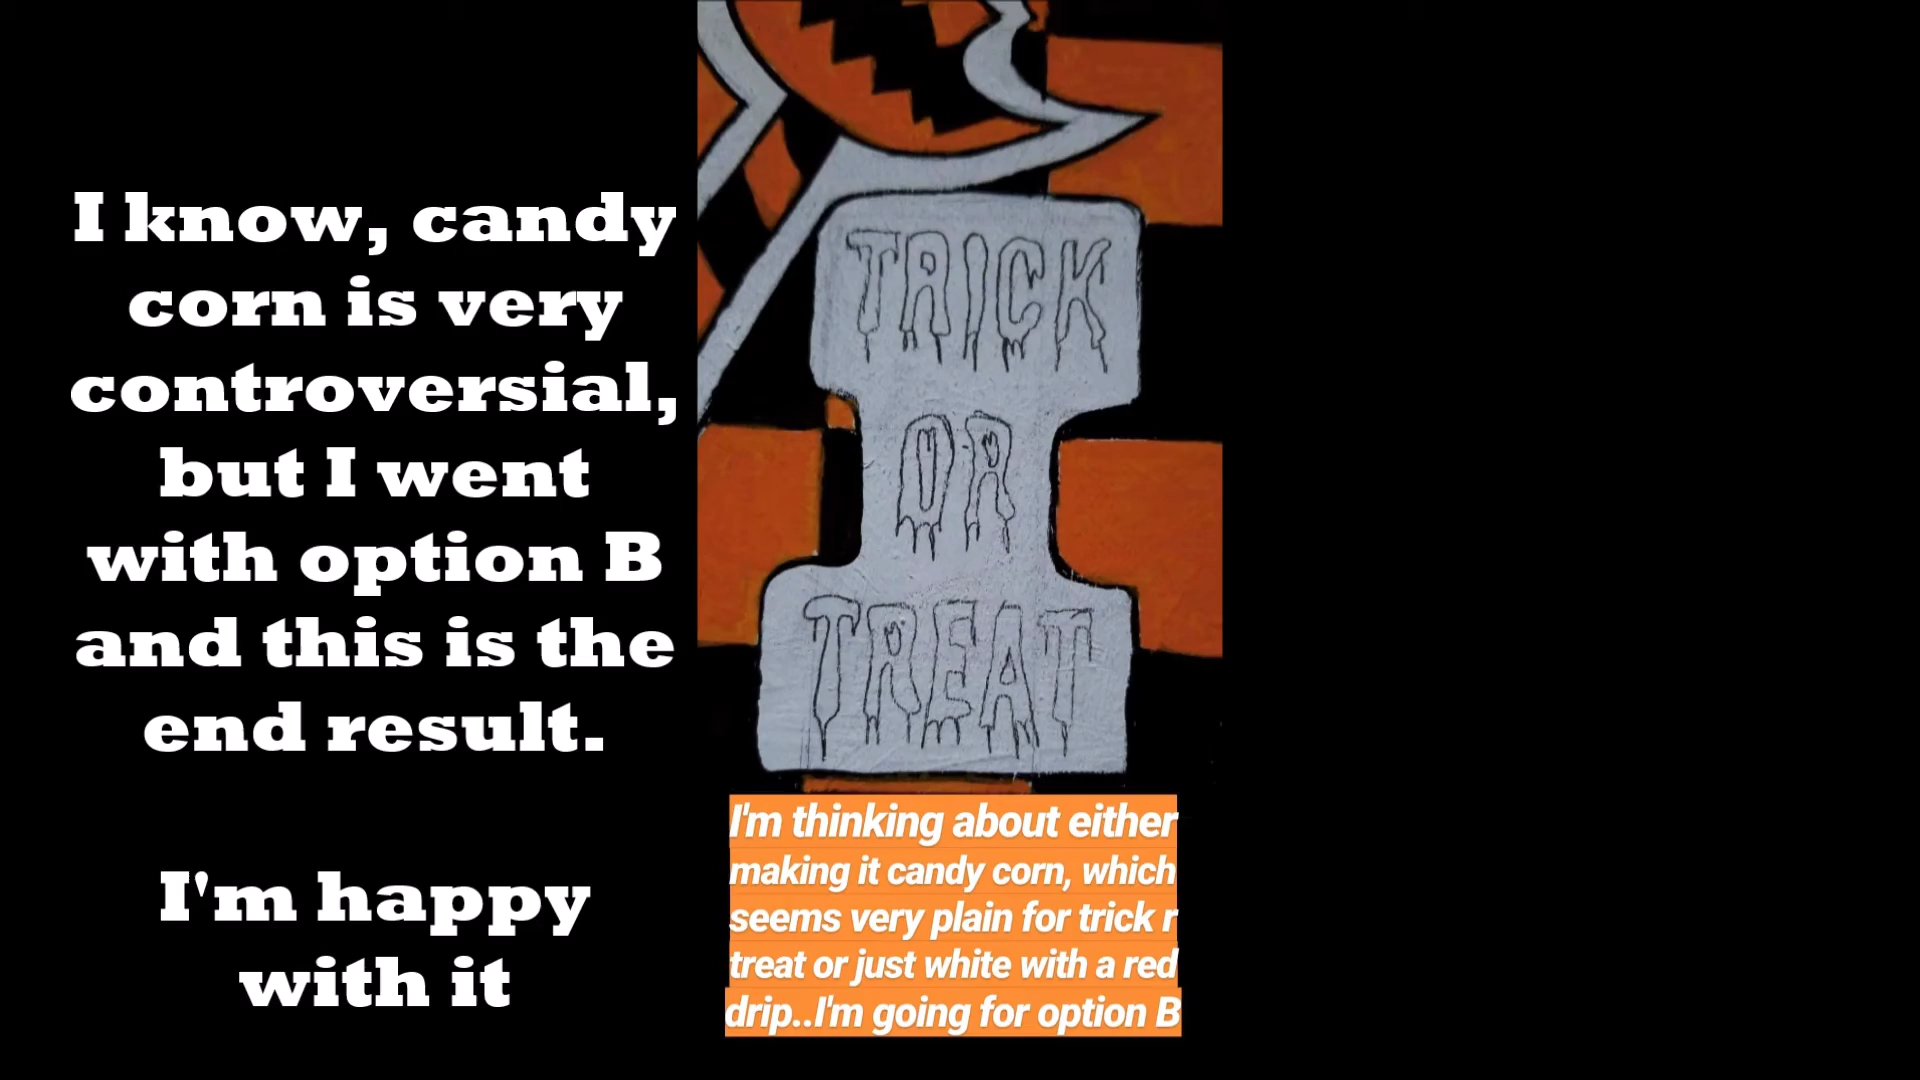 I know, candy
corn is very
controversial,
but I went
with option B
and this is the
end result.
I'm happy
with it
TRICK
OR
TREAT
I'm thinking about either
making it candy corn, which
seems very plain for trick r
treat or just white with a red
drip..I'm going for option B